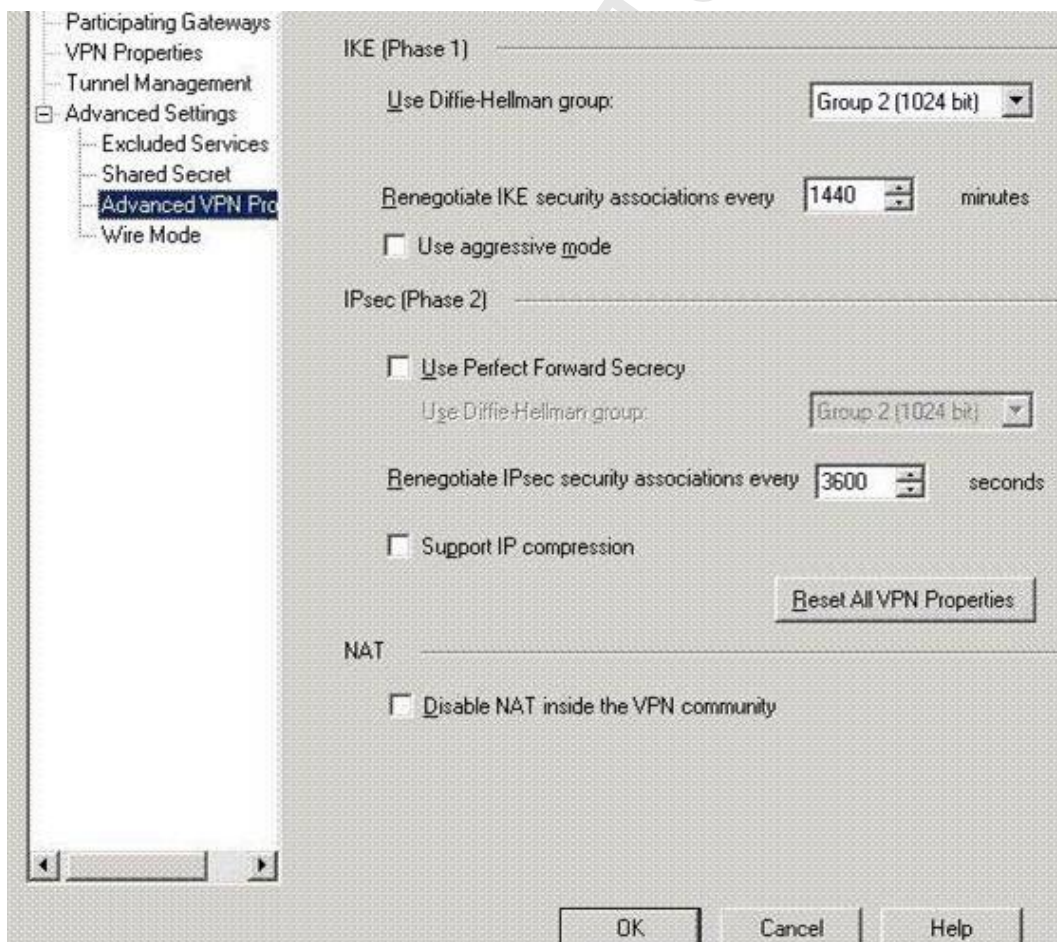 Participating Gateways
VPN Properties
Tunnel Management
Advanced Settings
Excluded Services
Shared Secret
Advanced VPN Pro
Wire Mode
IKE (Phase 1)
Use Diffie-Hellman group: Group 2 (1024 bit)
Renegotiate IKE security associations every 1440 minutes
Use aggressive mode
IPsec (Phase 2)
Use Perfect Forward Secrecy
Use Diffie-Hellman group: Group 2 (1024 bit)
Renegotiate IPsec security associations every 3600 seconds
Support IP compression
Reset All VPN Properties
NAT
Disable NAT inside the VPN community
OK Cancel Help